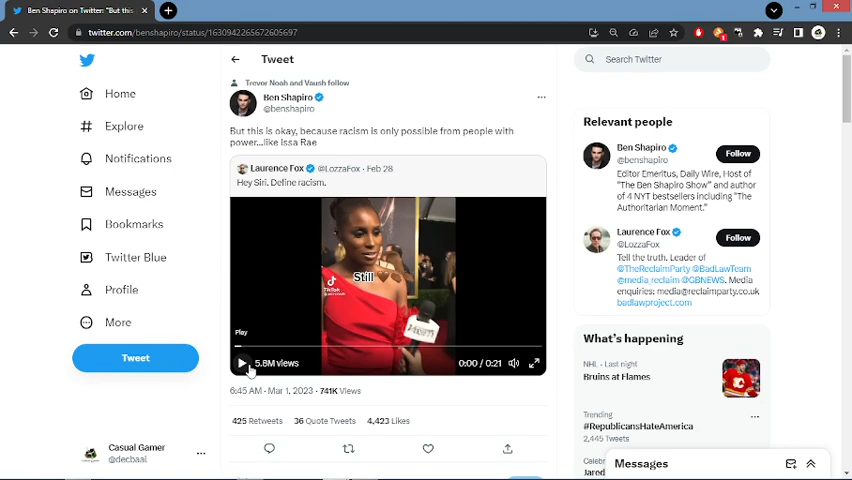 Ben Shapiro on Twitter: "But this
twitter.com/benshapiro/status/1630942265672605697
Home
Explore
Notifications
Messages
Bookmarks
Twitter Blue
Profile
More
Tweet
Casual Gamer
@decbaal
Tweet
Trevor Noah and Vaush follow
Ben Shapiro
@benshapiro
But this is okay, because racism is only possible from people with
power...like Issa Rae
Laurence Fox @LozzaFox · Feb 28
Hey Siri. Define racism.
Still
TikTok
VARIETY
Play
5.8M views
0:00 / 0:21
6:45 AM · Mar 1, 2023 · 741K Views
425 Retweets 36 Quote Tweets 4,423 Likes
Search Twitter
Relevant people
Ben Shapiro
@benshapiro
Follow
Editor Emeritus, Daily Wire, Host of
"The Ben Shapiro Show" and author
of 4 NYT bestsellers including "The
Authoritarian Moment."
Laurence Fox
@LozzaFox
Follow
Tell the truth. Leader of
@TheReclaimParty @BadLawTeam
@media_reclaim @GBNEWS. Media
enquiries: media@reclaimparty.co.uk
badlawproject.com
What's happening
NHL · Last night
Bruins at Flames
Trending
#RepublicansHateAmerica
2,445 Tweets
Celebr
Jared
Messages